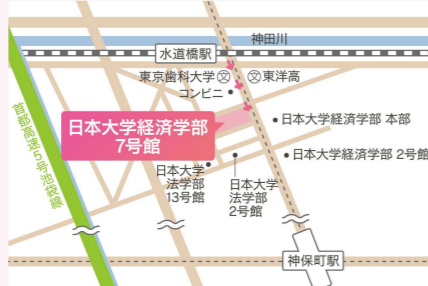 神田川
水道橋駅
東京歯科大学
東洋高
コンビニ
日本大学経済学部
7号館
日本大学経済学部 本部
日本大学経済学部 2号館
日本大学
法学部
13号館
日本大学
法学部
2号館
首都高速5号池袋線
神保町駅